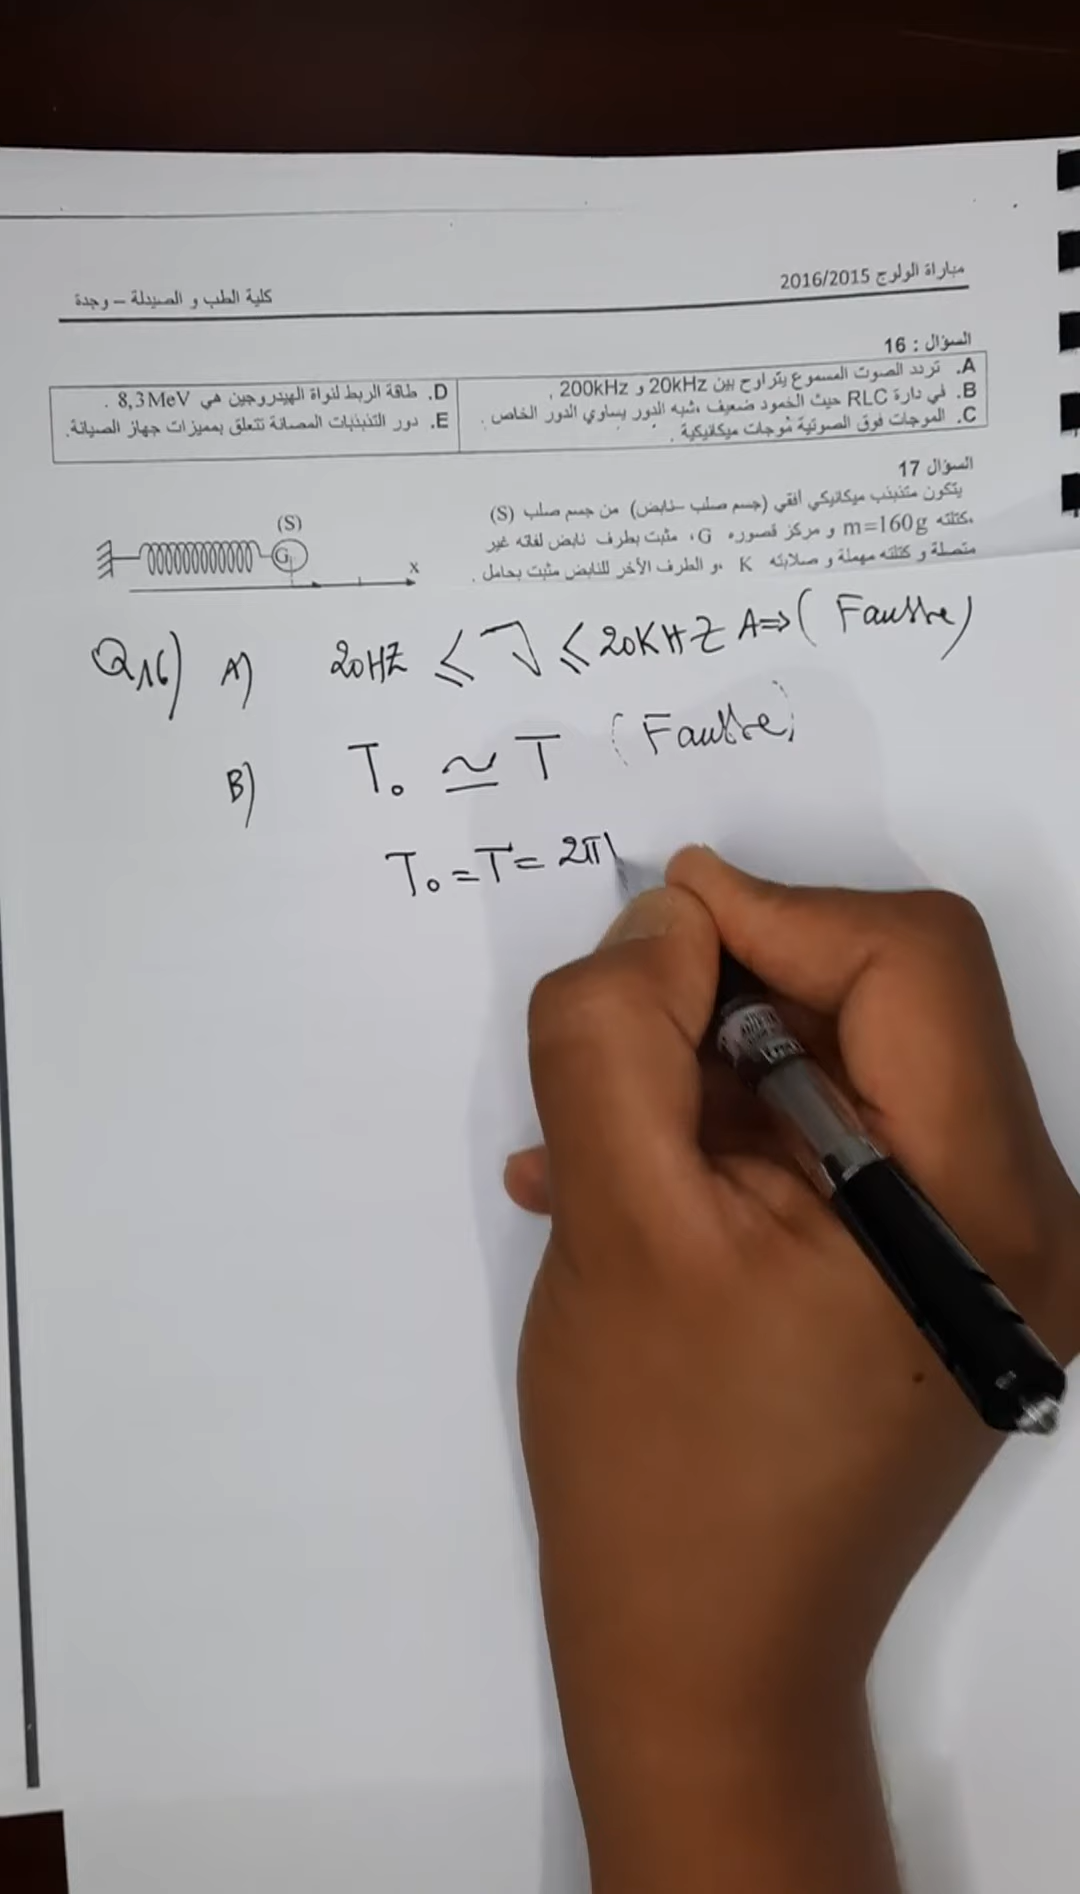 مباراة الولوج 2016/2015
كلية الطب و الصيدلة – وجدة
السؤال : 16
A. تردد الصوت المسموع يتراوح بين 20kHz و 200kHz .
B. في دارة RLC حيث الخمود ضعيف ،شبه الدور يساوي الدور الخاص .
C. الموجات فوق الصوتية موجات ميكانيكية .
D. طاقة الربط لنواة الهيدروجين هي 8,3MeV .
E. دور التذبذبات المصانة تتعلق بمميزات جهاز الصيانة.
السؤال 17
يتكون متذبذب ميكانيكي أفقي (جسم صلب –نابض) من جسم صلب (S)
،كتلته m=160g و مركز قصوره G ، مثبت بطرف نابض لفاته غير
متصلة و كتلته مهملة و صلابته K ،و الطرف الأخر للنابض مثبت بحامل .
(S)
G
x
Q16) A) 20HZ ⩽ ⩽ 20KHZ A⇒( Fausse)
B) T₀ ≃ T (Fausse)
T₀ = T = 2π